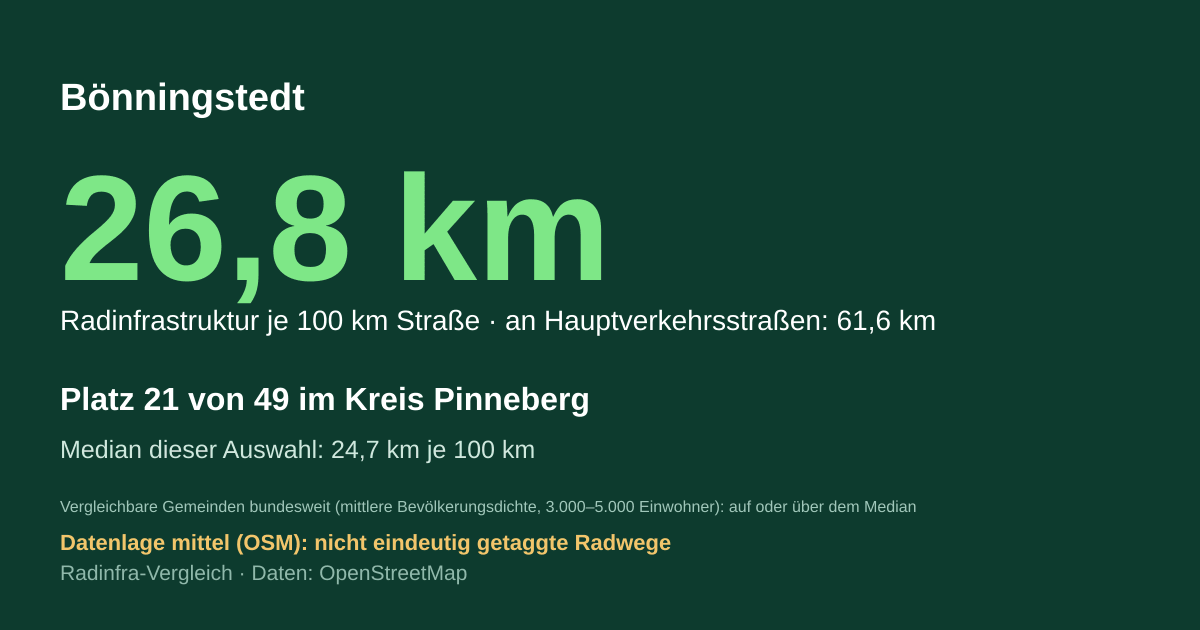 Bönningstedt
26,8 km
Radinfrastruktur je 100 km Straße · an Hauptverkehrsstraßen: 61,6 km
Platz 21 von 49 im Kreis Pinneberg
Median dieser Auswahl: 24,7 km je 100 km
Vergleichbare Gemeinden bundesweit (mittlere Bevölkerungsdichte, 3.000–5.000 Einwohner): auf oder über dem Median
Datenlage mittel (OSM): nicht eindeutig getaggte Radwege
Radinfra-Vergleich · Daten: OpenStreetMap